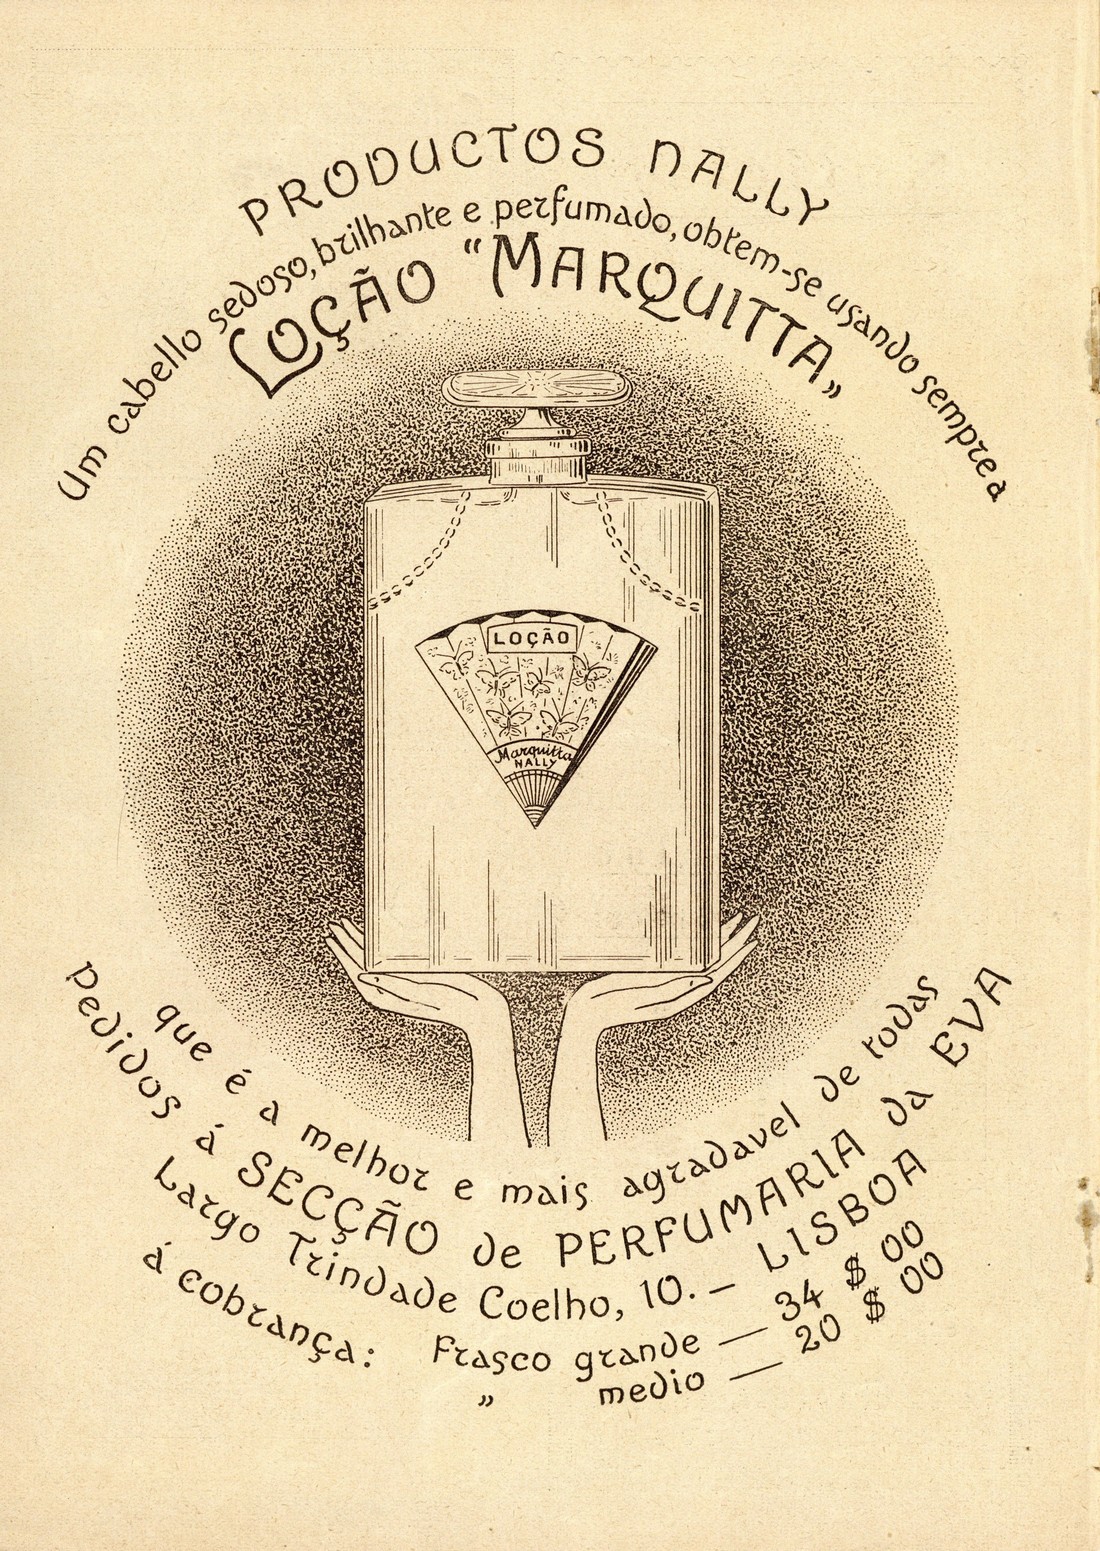 PRODUCTOS NALLY
Um cabello sedoso, brilhante e perfumado, obtem-se usando sempre a
LOÇÃO “MARQUITTA„
LOÇÃO
Marquitta
NALLY
que é a melhor e mais agradavel de todas
Pedidos á SECÇÃO de PERFUMARIA da EVA
Largo Trindade Coelho, 10. — LISBOA
á cobrança: Frasco grande — 34 $ 00
„ medio — 20 $ 00